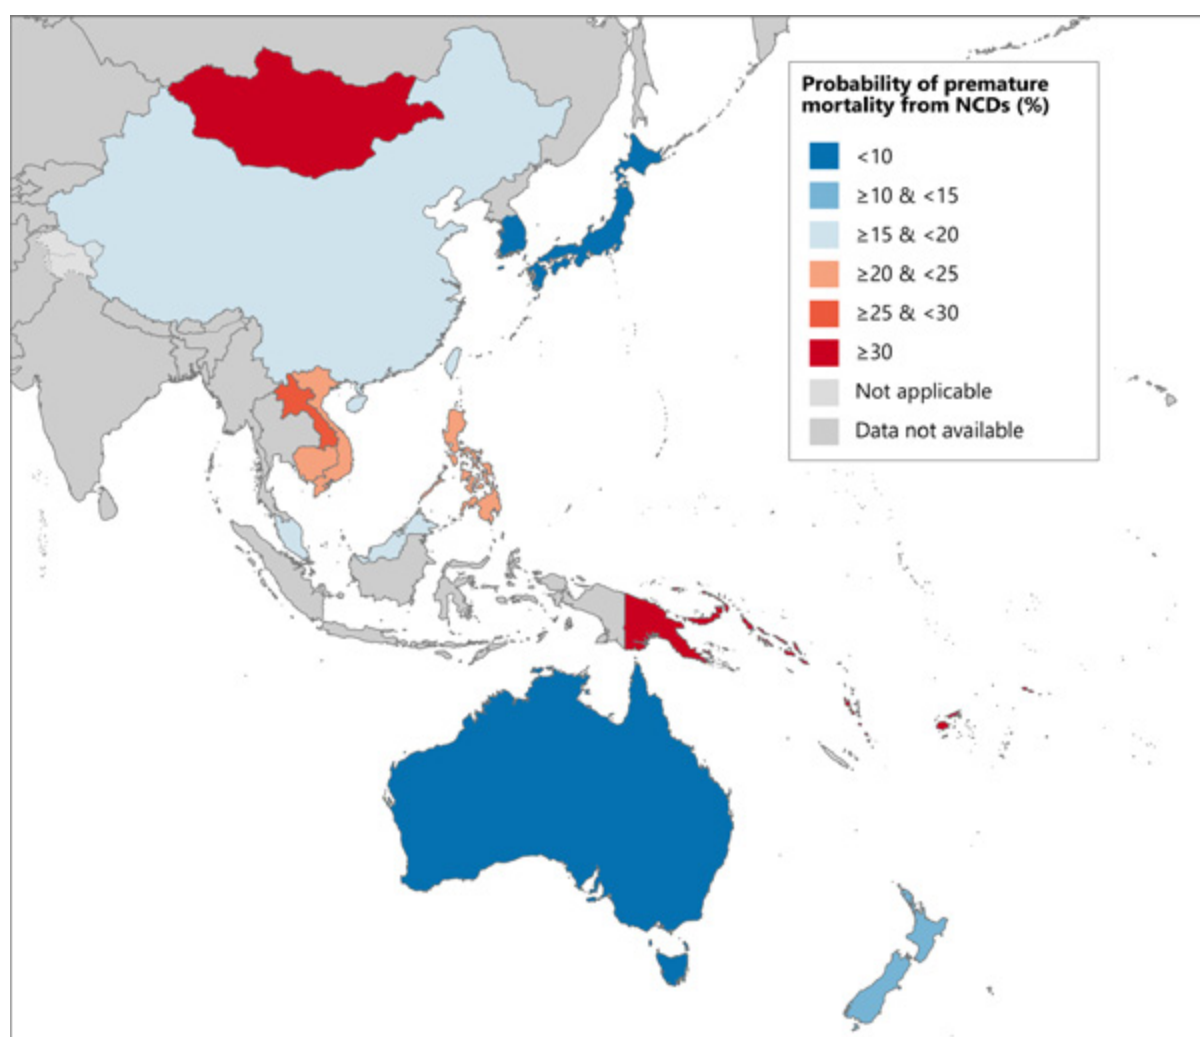 Probability of premature
mortality from NCDs (%)
<10
≥10 & <15
≥15 & <20
≥20 & <25
≥25 & <30
≥30
Not applicable
Data not available